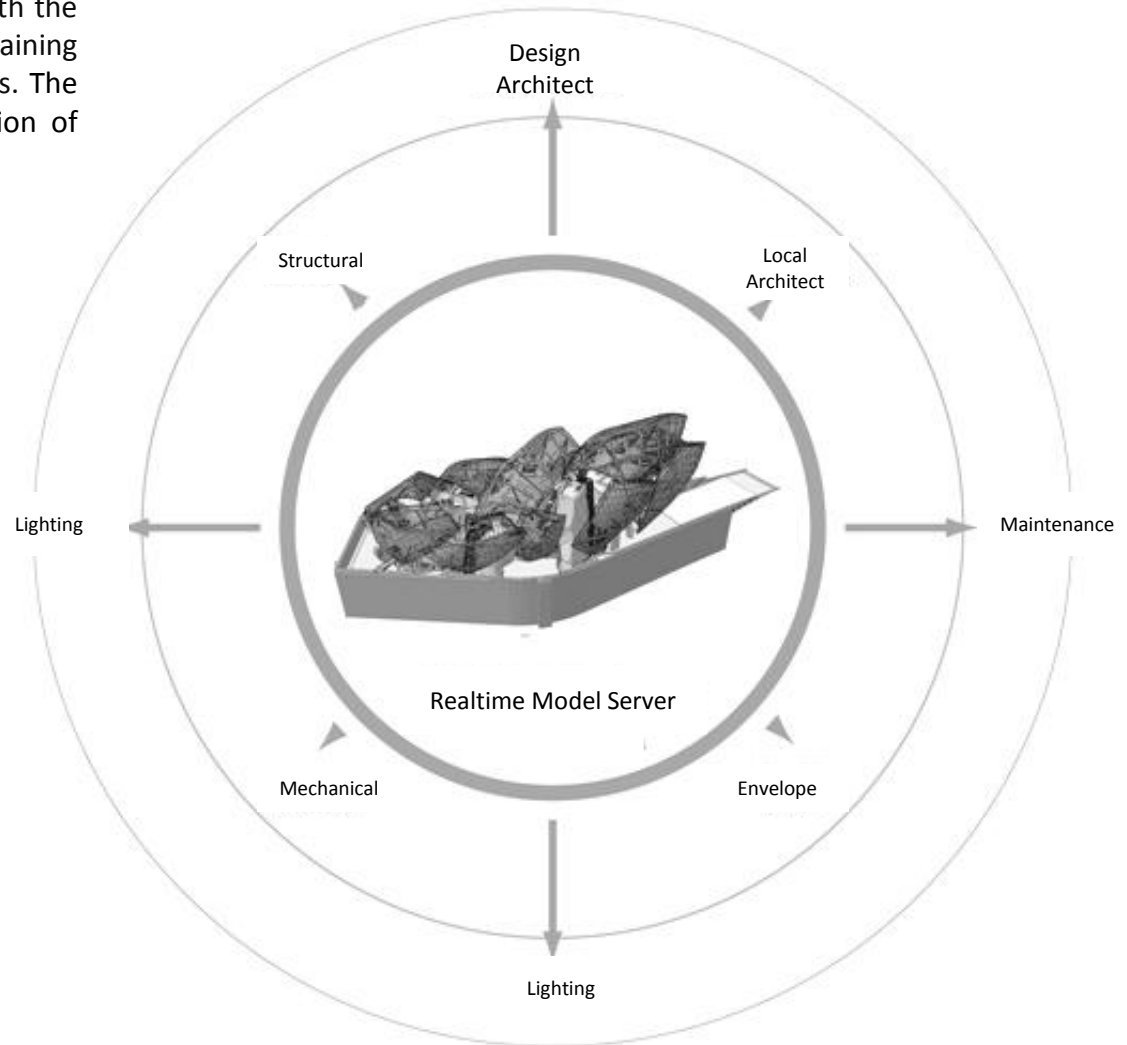 th the
aining
s. The
ion of
Design
Architect
Structural
Local
Architect
Lighting
Maintenance
Realtime Model Server
Mechanical
Envelope
Lighting